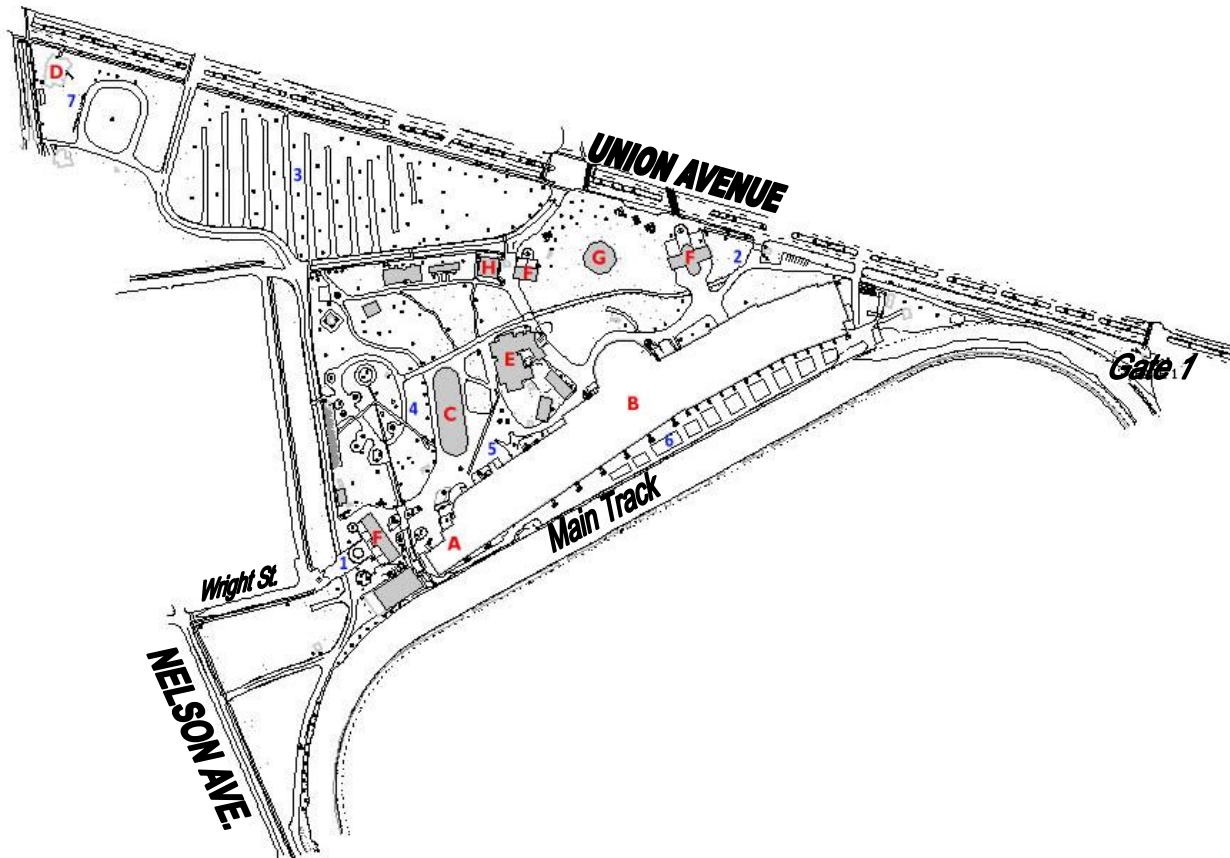 D
7
3
UNION AVENUE
G
F
2
H
F
E
Gate 1
4
C
B
5
6
Main Track
A
F
1
Wright St.
NELSON AVE.